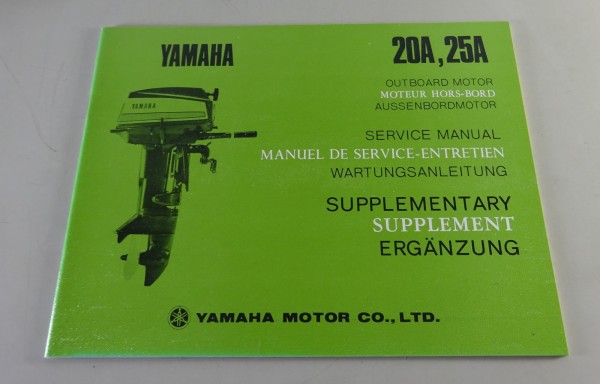 YAMAHA
20A, 25A
OUTBOARD MOTOR
MOTEUR HORS-BORD
AUSSENBORDMOTOR
SERVICE MANUAL
MANUEL DE SERVICE-ENTRETIEN
WARTUNGSANLEITUNG
SUPPLEMENTARY
SUPPLEMENT
ERGÄNZUNG
YAMAHA
YAMAHA MOTOR CO., LTD.